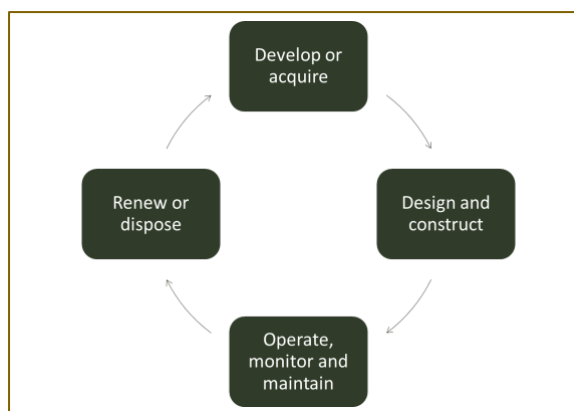 Develop or
acquire
Renew or
dispose
Design and
construct
Operate,
monitor and
maintain